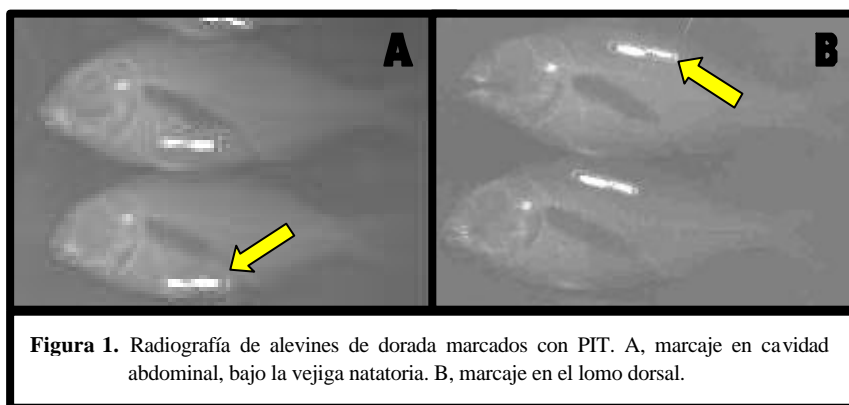 A
B
Figura 1. Radiografía de alevines de dorada marcados con PIT. A, marcaje en cavidad
abdominal, bajo la vejiga natatoria. B, marcaje en el lomo dorsal.